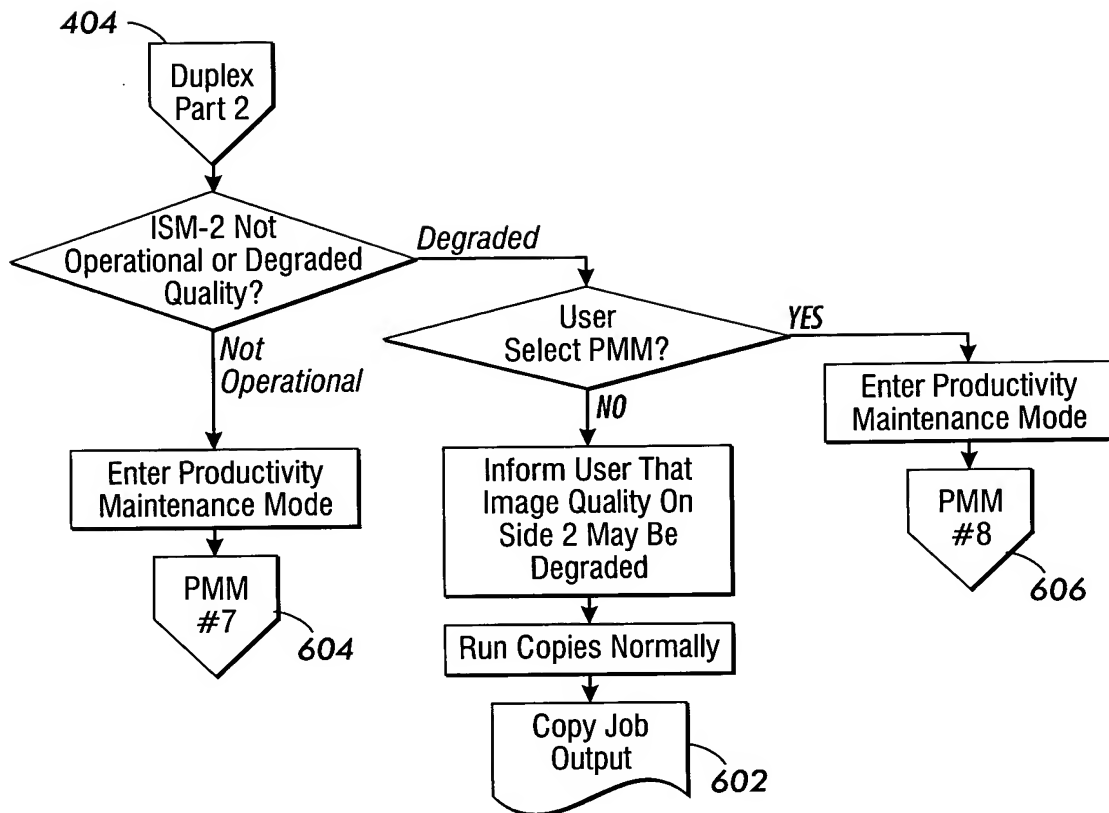 404
Duplex
Part 2
ISM-2 Not
Operational or Degraded
Quality?
Degraded
Not
Operational
User
Select PMM?
YES
NO
Enter Productivity
Maintenance Mode
PMM
#7
604
Inform User That
Image Quality On
Side 2 May Be
Degraded
Run Copies Normally
Copy Job
Output
602
Enter Productivity
Maintenance Mode
PMM
#8
606